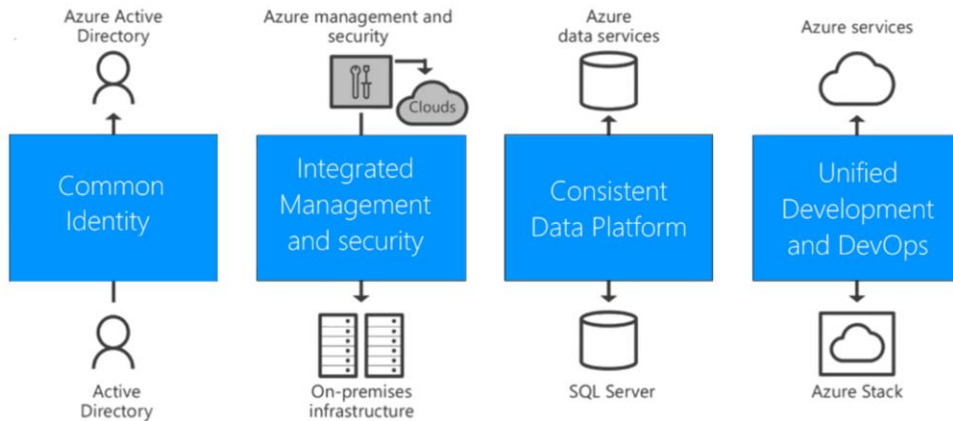 Azure Active
Directory
Azure management and
security
Azure
data services
Azure services
Clouds
Common
Identity
Integrated
Management
and security
Consistent
Data Platform
Unified
Development
and DevOps
Active
Directory
On-premises
infrastructure
SQL Server
Azure Stack